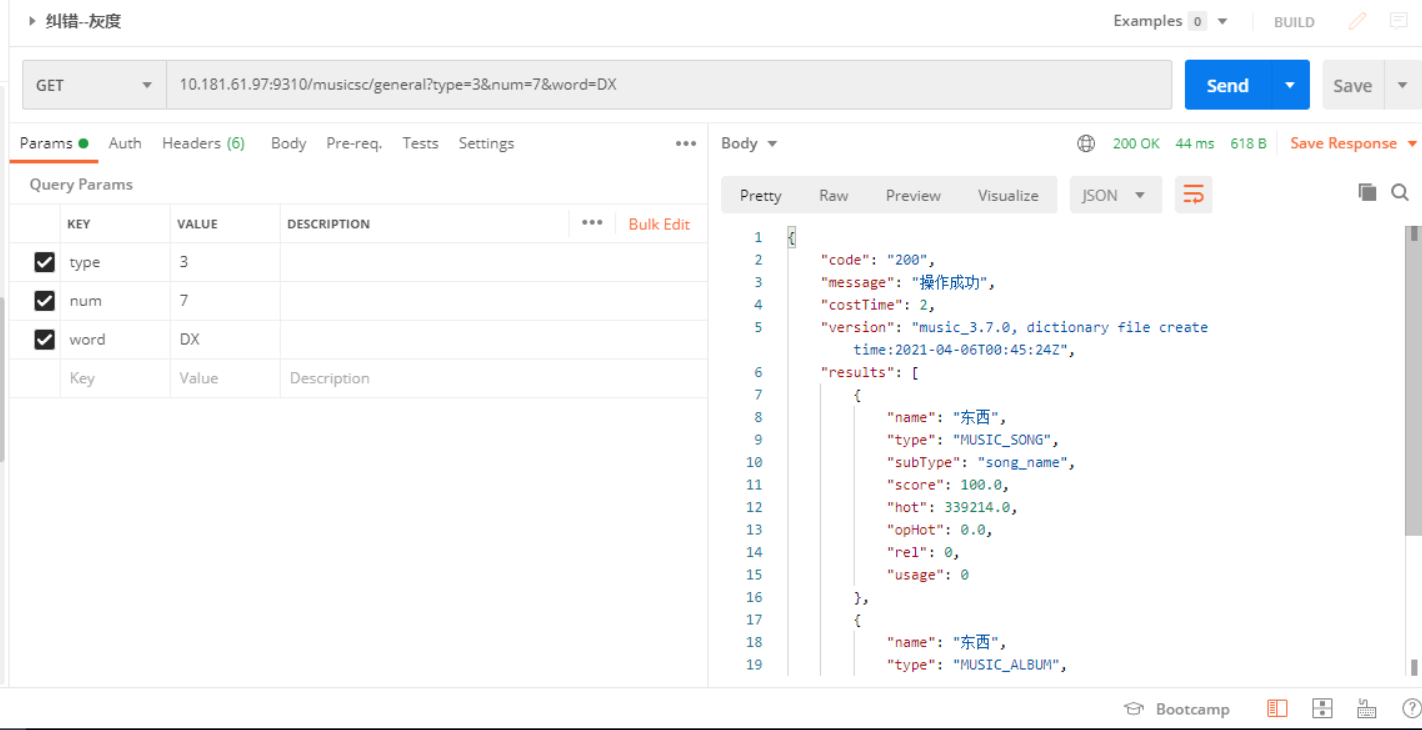 纠错--灰度
Examples 0 BUILD
GET 10.181.61.97:9310/musicsc/general?type=3&num=7&word=DX Send Save
Params Auth Headers (6) Body Pre-req. Tests Settings ••• Body 200 OK 44 ms 618 B Save Response
Query Params
Pretty Raw Preview Visualize JSON
KEY VALUE DESCRIPTION ••• Bulk Edit
type 3
num 7
word DX
Key Value Description
1 {
2 "code": "200",
3 "message": "操作成功",
4 "costTime": 2,
5 "version": "music_3.7.0, dictionary file create
time:2021-04-06T00:45:24Z",
6 "results": [
7 {
8 "name": "东西",
9 "type": "MUSIC_SONG",
10 "subType": "song_name",
11 "score": 100.0,
12 "hot": 339214.0,
13 "opHot": 0.0,
14 "rel": 0,
15 "usage": 0
16 },
17 {
18 "name": "东西",
19 "type": "MUSIC_ALBUM",
Bootcamp